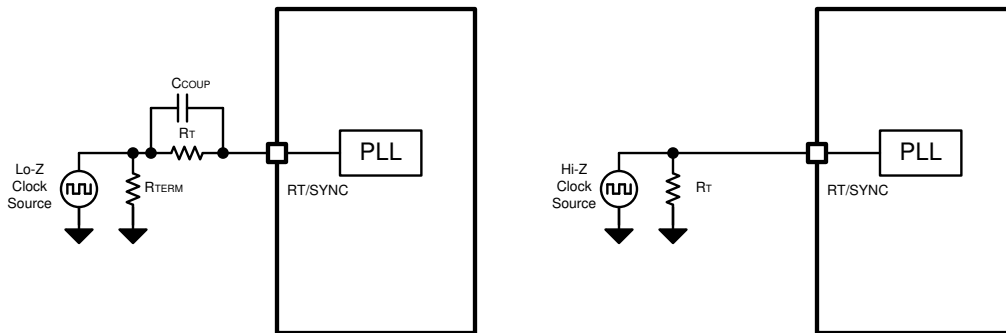 CCOUP
RT
PLL
Lo-Z
Clock
Source
RTERM
RT/SYNC
PLL
Hi-Z
Clock
Source
RT
RT/SYNC